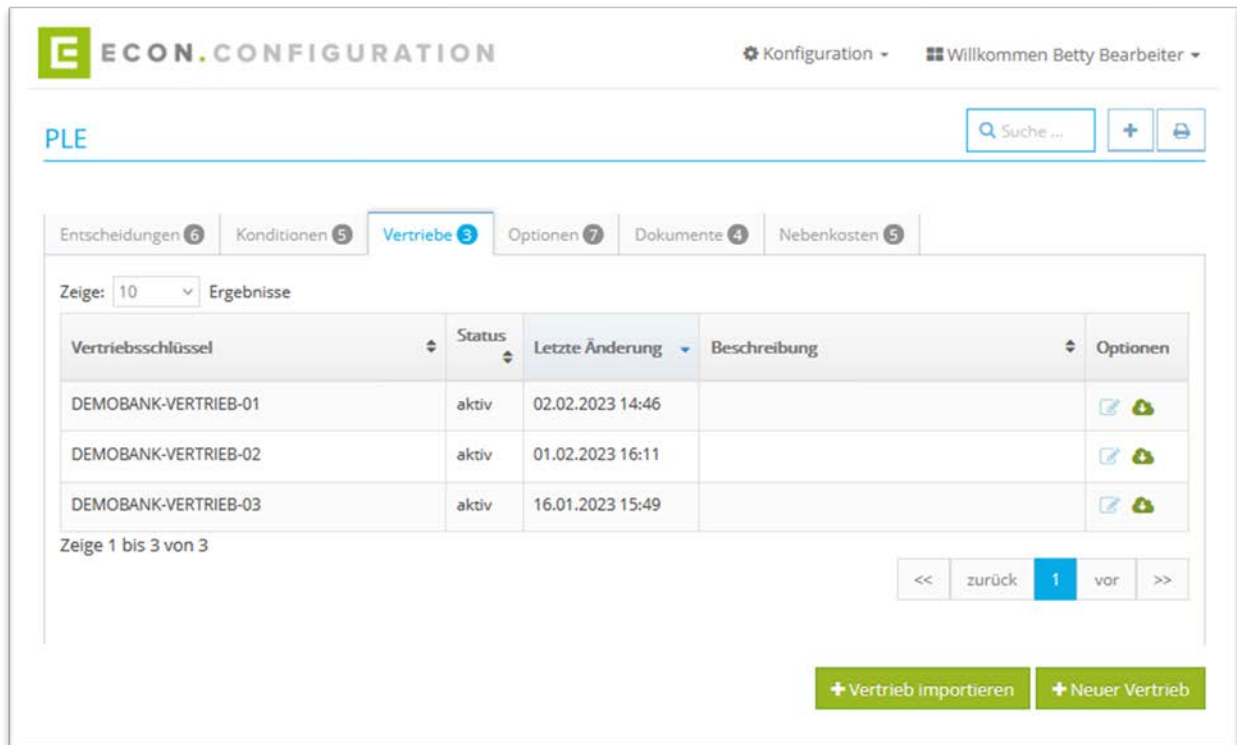 ECON.CONFIGURATION
Konfiguration
Willkommen Betty Bearbeiter
PLE
Suche ...
Entscheidungen 6
Konditionen 5
Vertriebe 3
Optionen 7
Dokumente 4
Nebenkosten 5
Zeige: 10 Ergebnisse
Vertriebsschlüssel Status Letzte Änderung Beschreibung Optionen
DEMOBANK-VERTRIEB-01 aktiv 02.02.2023 14:46
DEMOBANK-VERTRIEB-02 aktiv 01.02.2023 16:11
DEMOBANK-VERTRIEB-03 aktiv 16.01.2023 15:49
Zeige 1 bis 3 von 3
<< zurück 1 vor >>
+ Vertrieb importieren
+ Neuer Vertrieb